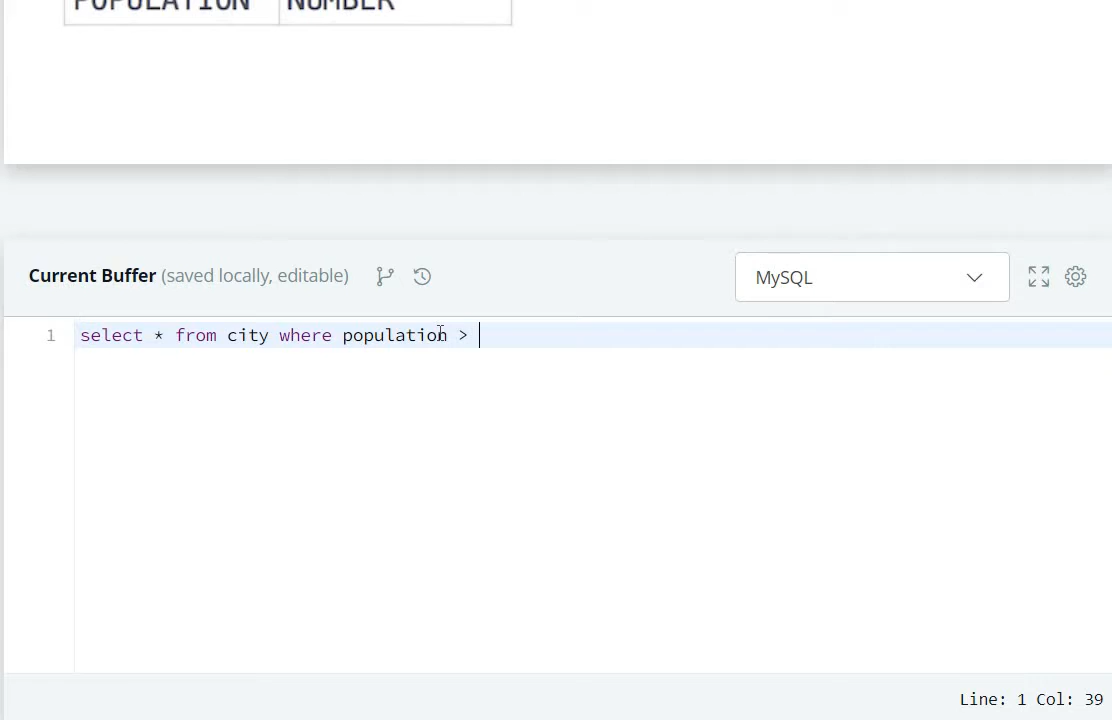 POPULATION NUMBER
Current Buffer (saved locally, editable)
MySQL
1 select * from city where population >
Line: 1 Col: 39